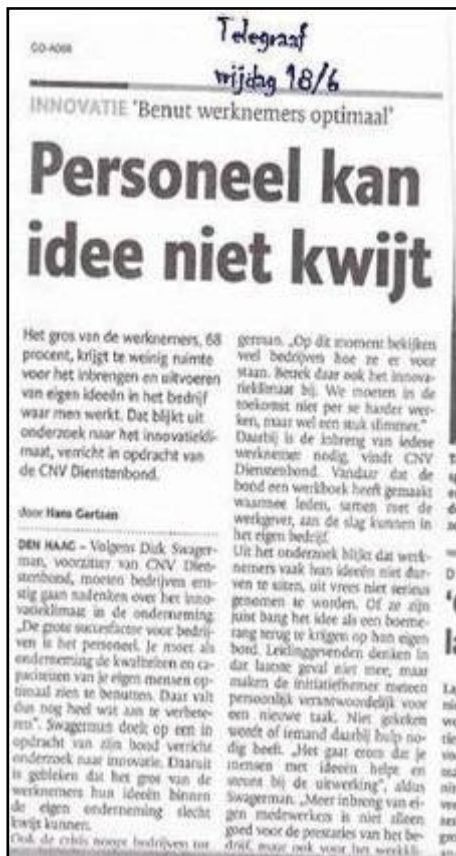 GO-A068
Telegraaf
vrijdag 18/6
INNOVATIE 'Benut werknemers optimaal'
Personeel kan
idee niet kwijt
Het gros van de werknemers, 68
procent, krijgt te weinig ruimte
voor het inbrengen en uitvoeren
van eigen ideeën in het bedrijf
waar men werkt. Dat blijkt uit
onderzoek naar het innovatiekli-
maat, verricht in opdracht van
de CNV Dienstenbond.
door Hans Gertsen
DEN HAAG – Volgens Dirk Swager-
man, voorzitter van CNV Dien-
stenbond, moeten bedrijven ern-
stig gaan nadenken over het inno-
vatieklimaat in de onderneming.
„De grote succesfactor voor bedrij-
ven is het personeel. Je moet als
onderneming de kwaliteiten en ca-
paciteiten van je eigen mensen op-
timaal zien te benutten. Daar valt
dus nog heel wat aan te verbete-
ren". Swagerman doelt op een in
opdracht van zijn bond verricht
onderzoek naar innovatie. Daaruit
is gebleken dat het gros van de
werknemers hun ideeën binnen
de eigen onderneming slecht
kwijt kunnen.
Ook de crisis noopt bedrijven tot
german. „Op dit moment bekijken
veel bedrijven hoe ze er voor
staan. Betrek daar ook het innova-
tieklimaat bij. We moeten in de
toekomst niet per se harder wer-
ken, maar wel een stuk slimmer."
Daarbij is de inbreng van iedere
werknemer nodig, vindt CNV
Dienstenbond. Vandaar dat de
bond een werkboek heeft gemaakt
waarmee leden, samen met de
werkgever, aan de slag kunnen in
het eigen bedrijf.
Uit het onderzoek blijkt dat werk-
nemers vaak hun ideeën niet dur-
ven te uiten, uit vrees niet serieus
genomen te worden. Of ze zijn
juist bang het idee als een boeme-
rang terug te krijgen op hun eigen
bord. Leidinggevenden denken in
dat laatste geval niet mee, maar
maken de initiatiefnemer meteen
persoonlijk verantwoordelijk voor
een nieuwe taak. Niet gekeken
wordt of iemand daarbij hulp no-
dig heeft. „Het gaat erom dat je
mensen met ideeën helpt en
steunt bij de uitwerking", aldus
Swagerman. „Meer inbreng van ei-
gen medewerkers is niet alleen
goed voor de prestaties van het be-
drijf, maar ook voor het werkkli-